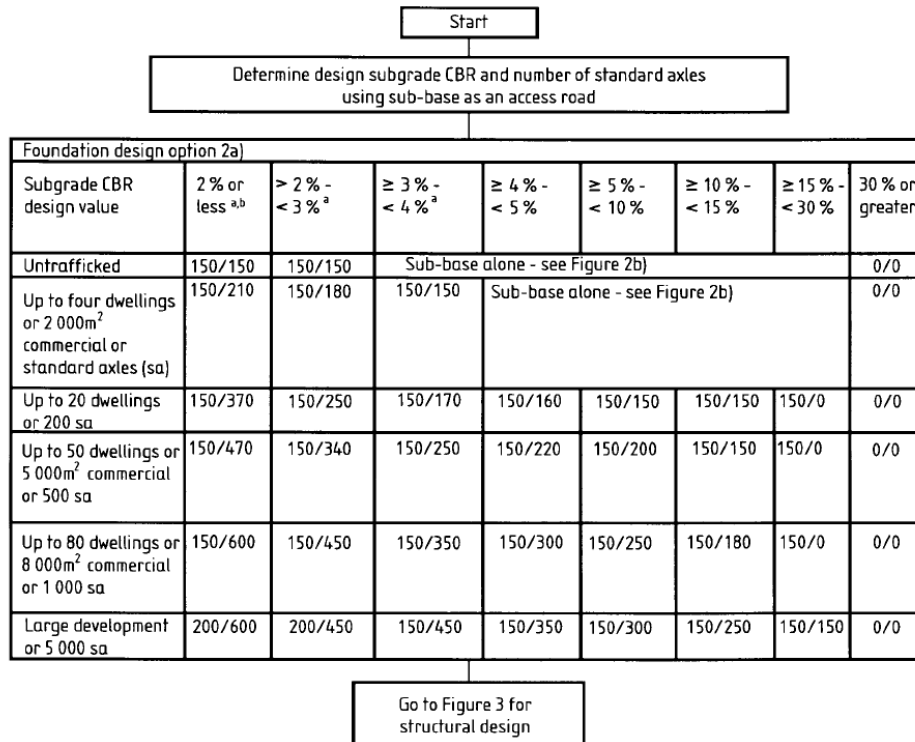 Start
Determine design subgrade CBR and number of standard axles
using sub-base as an access road
Foundation design option 2a)
Subgrade CBR design value 2 % or less a,b > 2 % - < 3 % a ≥ 3 % - < 4 % a ≥ 4 % - < 5 % ≥ 5 % - < 10 % ≥ 10 % - < 15 % ≥ 15 % - < 30 % 30 % or greater
Untrafficked 150/150 150/150 Sub-base alone - see Figure 2b) 0/0
Up to four dwellings 150/210 150/180 150/150 Sub-base alone - see Figure 2b) 0/0
or 2 000m²
commercial or
standard axles (sa)
Up to 20 dwellings 150/370 150/250 150/170 150/160 150/150 150/150 150/0 0/0
or 200 sa
Up to 50 dwellings or 150/470 150/340 150/250 150/220 150/200 150/150 150/0 0/0
5 000m² commercial
or 500 sa
Up to 80 dwellings or 150/600 150/450 150/350 150/300 150/250 150/180 150/0 0/0
8 000m² commercial
or 1 000 sa
Large development 200/600 200/450 150/450 150/350 150/300 150/250 150/150 0/0
or 5 000 sa
Go to Figure 3 for
structural design